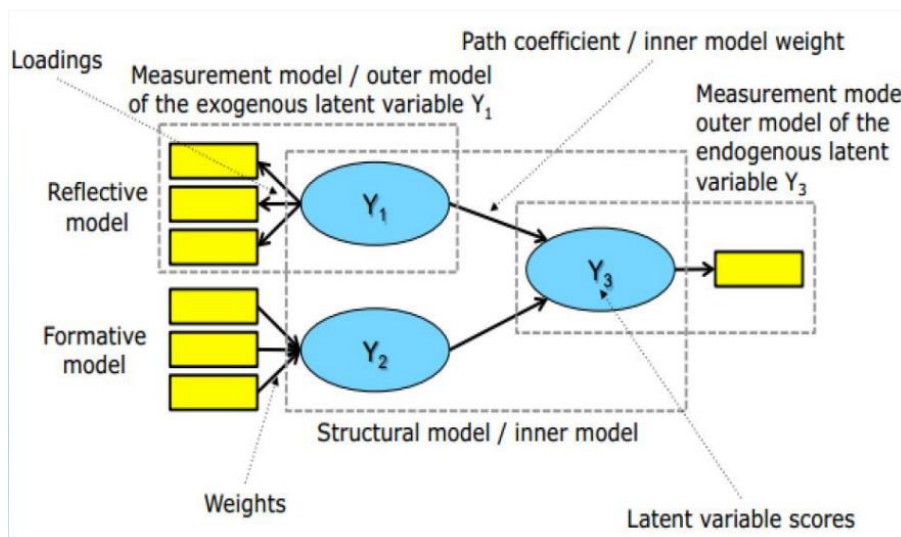 Path coefficient / inner model weight
Loadings
Measurement model / outer model
of the exogenous latent variable Y₁
Measurement mode
outer model of the
endogenous latent
variable Y₃
Reflective
model
Y₁
Y₃
Formative
model
Y₂
Structural model / inner model
Weights
Latent variable scores